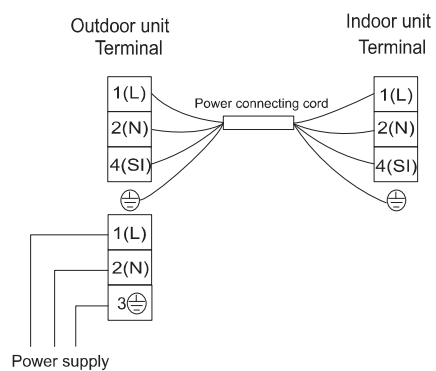 Outdoor unit
Terminal
Indoor unit
Terminal
1(L)
2(N)
4(SI)
Power connecting cord
1(L)
2(N)
4(SI)
1(L)
2(N)
3
Power supply